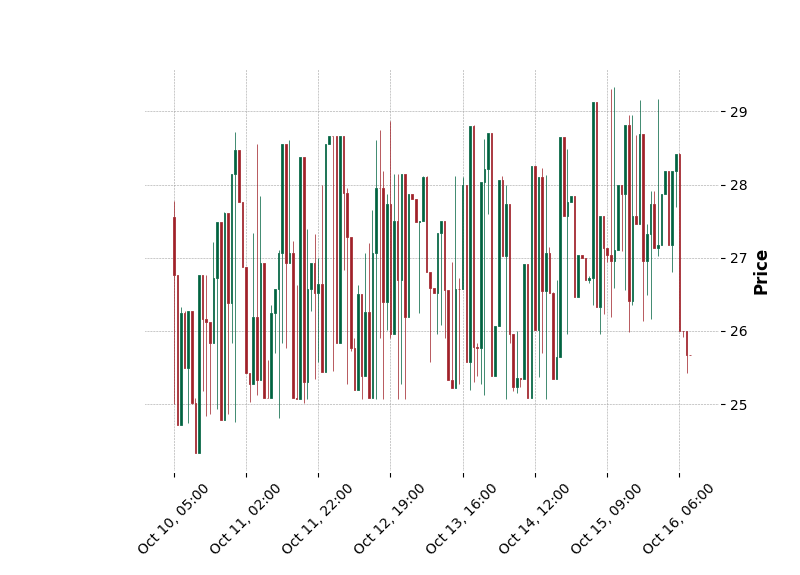 29
28
27
26
25
Price
Oct 10, 05:00
Oct 11, 02:00
Oct 11, 22:00
Oct 12, 19:00
Oct 13, 16:00
Oct 14, 12:00
Oct 15, 09:00
Oct 16, 06:00